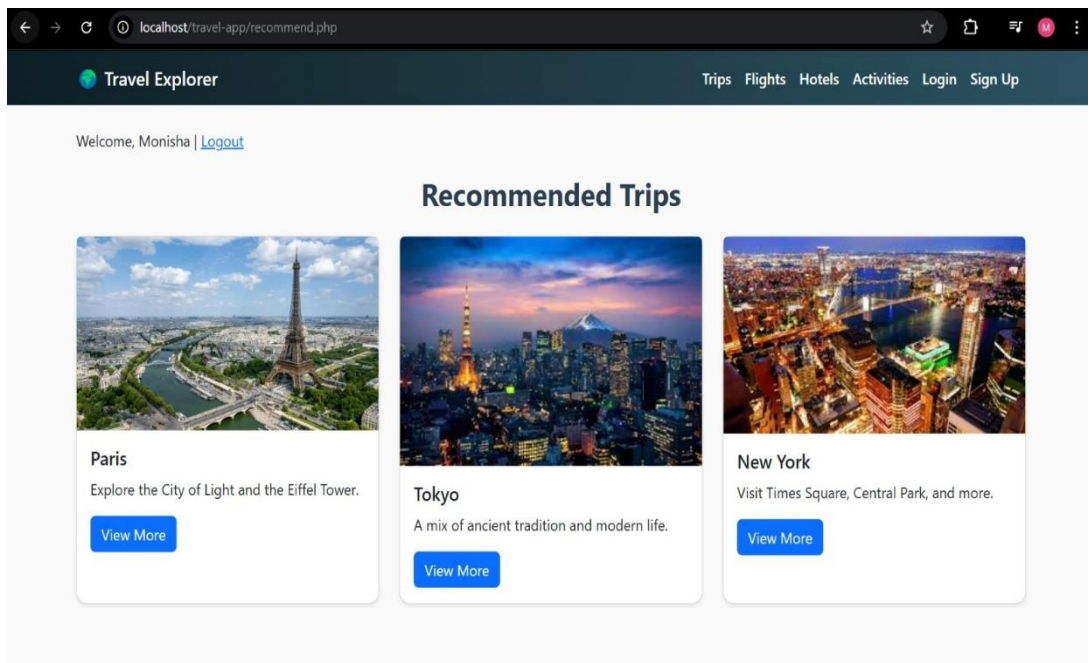 localhost/travel-app/recommend.php
M
Travel Explorer
Trips Flights Hotels Activities Login Sign Up
Welcome, Monisha | Logout
Recommended Trips
Paris
Explore the City of Light and the Eiffel Tower.
View More
Tokyo
A mix of ancient tradition and modern life.
View More
New York
Visit Times Square, Central Park, and more.
View More